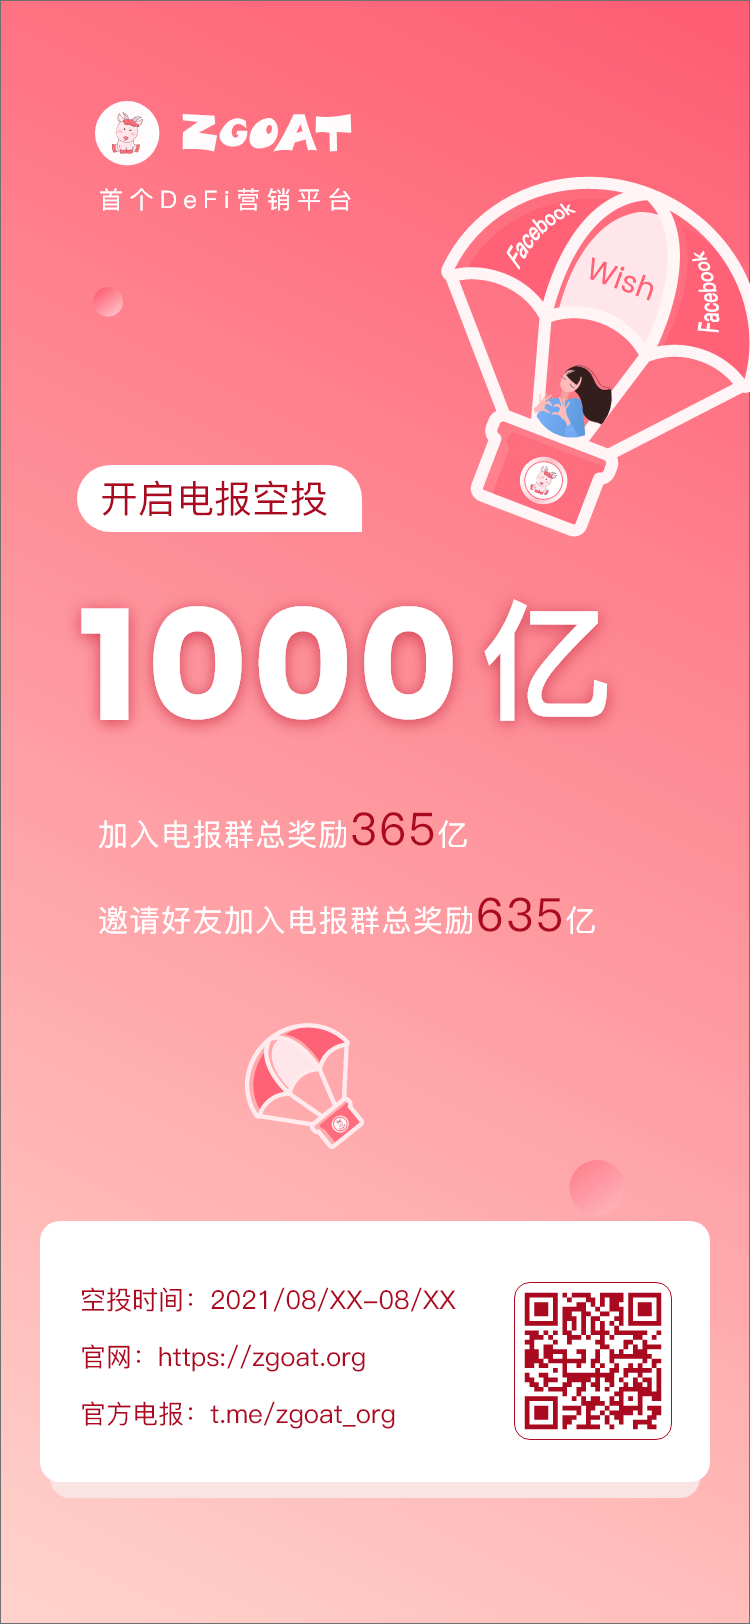 ZGOAT
首个DeFi营销平台
Facebook
Wish
Facebook
开启电报空投
1000亿
加入电报群总奖励365亿
邀请好友加入电报群总奖励635亿
空投时间：2021/08/XX-08/XX
官网：https://zgoat.org
官方电报：t.me/zgoat_org